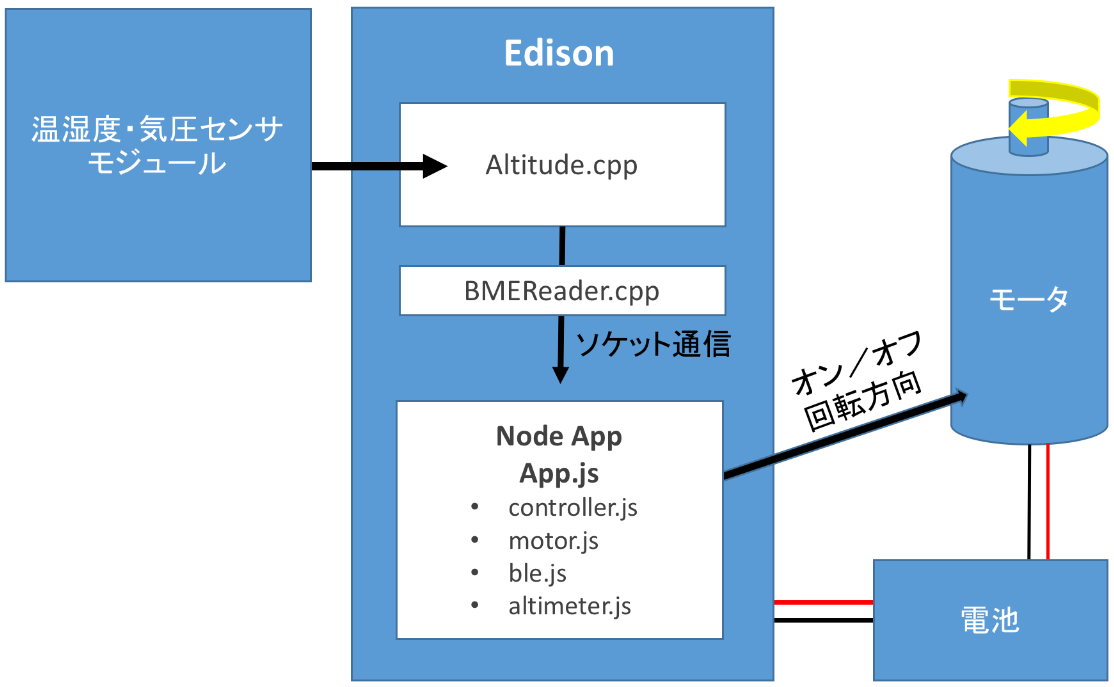 温湿度・気圧センサ
モジュール
Edison
Altitude.cpp
BMEReader.cpp
ソケット通信
Node App
App.js
• controller.js
• motor.js
• ble.js
• altimeter.js
オン／オフ
回転方向
モータ
電池